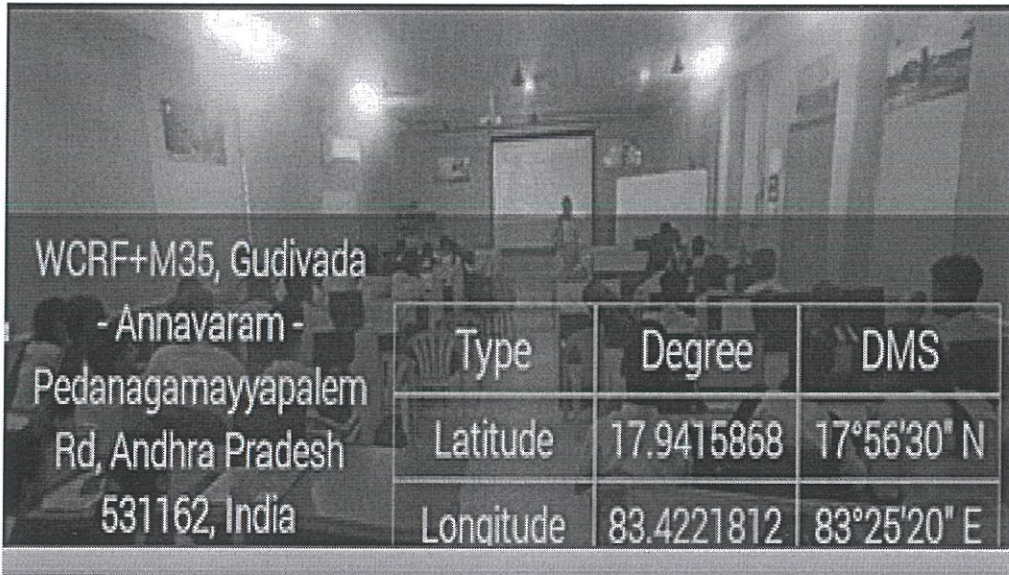 WCRF+M35, Gudivada
- Annavaram -
Pedanagamayyapalem
Rd, Andhra Pradesh
531162, India
Type Degree DMS
Latitude 17.9415868 17°56'30" N
Longitude 83.4221812 83°25'20" E